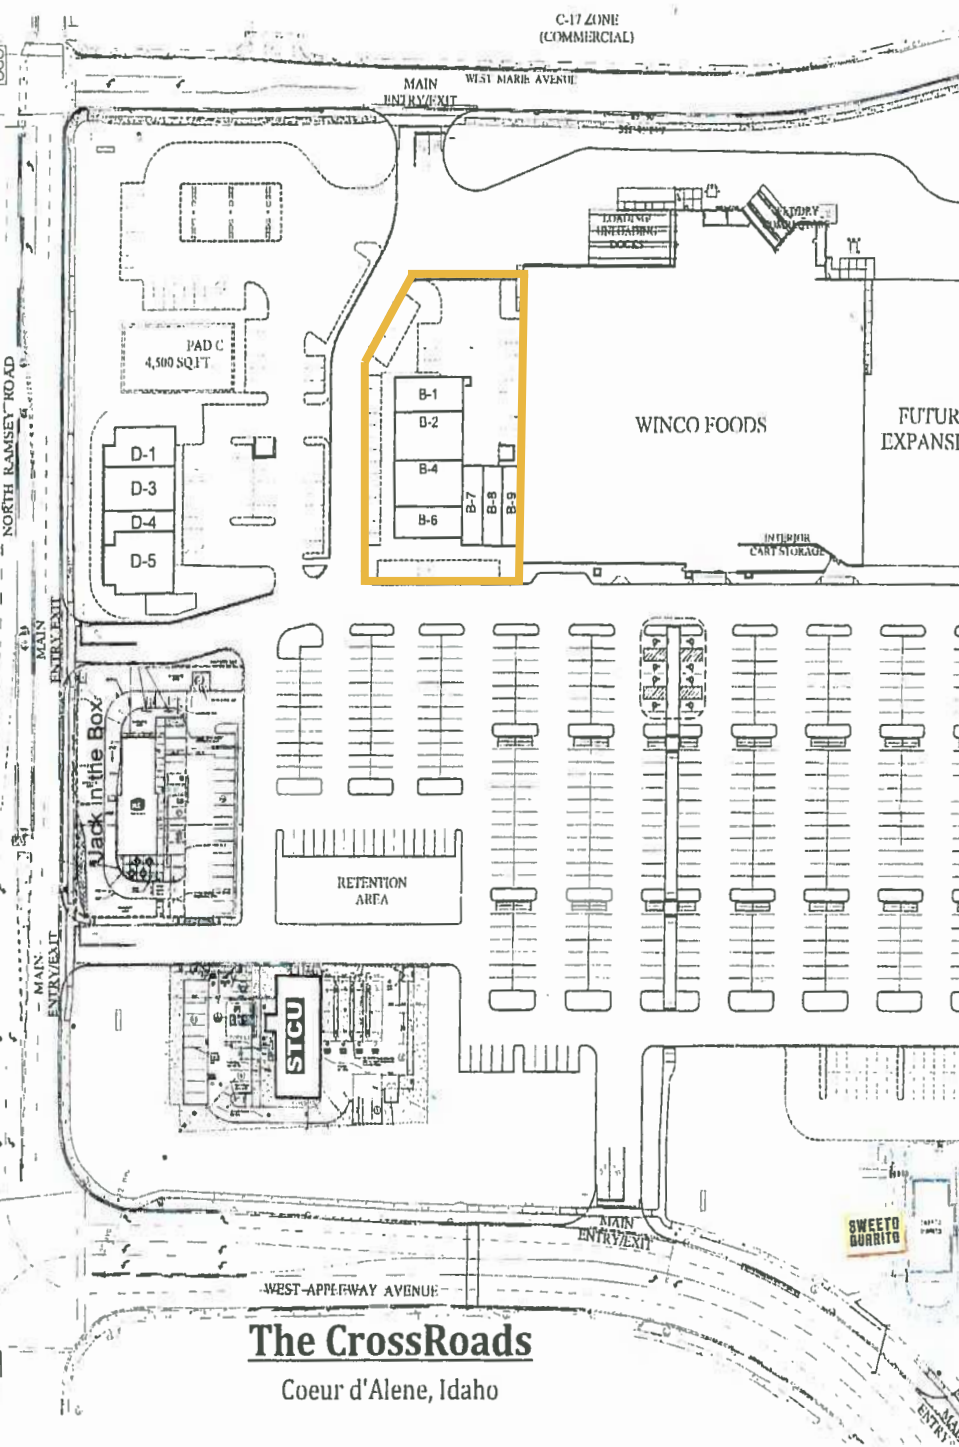 C-17 ZONE
(COMMERCIAL)
WEST MARIE AVENUE
MAIN
ENTRY/EXIT
LOADING/
UNLOADING
DOCKS
PAD C
4,500 SQ.FT.
NORTH RAMSEY ROAD
B-1
B-2
B-4
B-6
B-7
B-8
B-9
WINCO FOODS
FUTUR
EXPANSI
D-1
D-3
D-4
D-5
INTERIOR
CART STORAGE
MAIN
ENTRY/EXIT
Jack in the Box
RETENTION
AREA
MAIN
ENTRY/EXIT
STCU
SWEETO
BURRITO
MAIN
ENTRY/EXIT
WEST APPLEWAY AVENUE
The CrossRoads
Coeur d'Alene, Idaho
MAIN
ENTRY